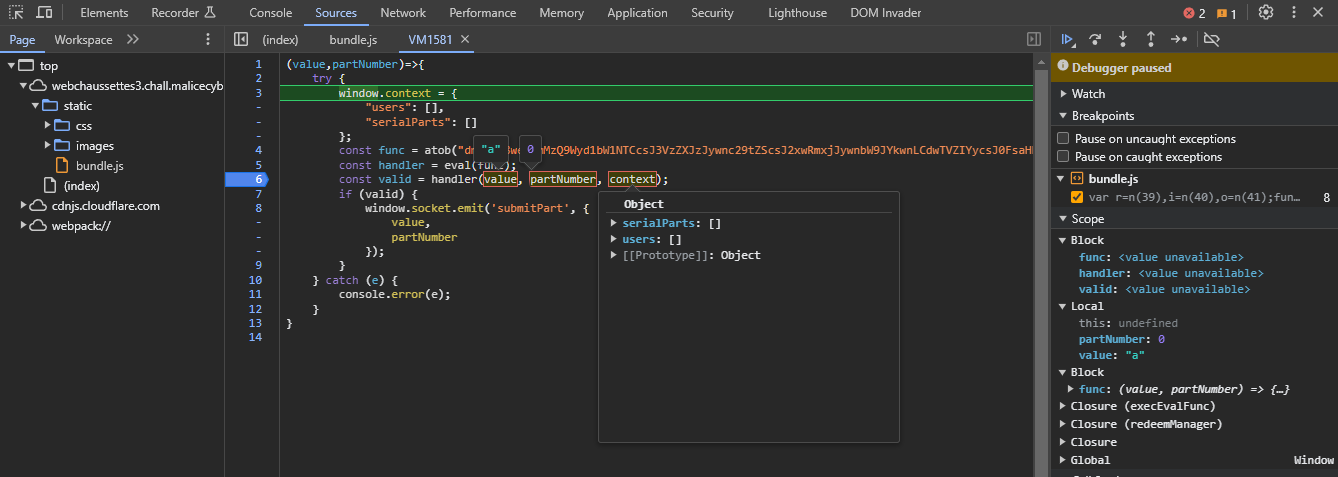 Elements Recorder Console Sources Network Performance Memory Application Security Lighthouse DOM Invader 2 1
Page Workspace (index) bundle.js VM1581
top
webchaussettes3.chall.malicecyb
static
css
images
bundle.js
(index)
cdnjs.cloudflare.com
webpack://
1 (value,partNumber)=>{
2 try {
3 window.context = {
- "users": [],
- "serialParts": []
- };
4 const func = atob("
MzQ9Wyd1bW1NTCcsJ3VzZXJzJywnc29tZScsJ2xwRmxjJywnbW9JYkwnLCdwTVZIYycsJ0FsaH
5 const handler = eval(func);
"a" 0
6 const valid = handler(value, partNumber, context);
7 if (valid) {
8 window.socket.emit('submitPart', {
- value,
- partNumber
- });
9 }
10 } catch (e) {
11 console.error(e);
12 }
13 }
14
Object
serialParts: []
users: []
[[Prototype]]: Object
Debugger paused
Watch
Breakpoints
Pause on uncaught exceptions
Pause on caught exceptions
bundle.js
var r=n(39),i=n(40),o=n(41);fun… 8
Scope
Block
func: <value unavailable>
handler: <value unavailable>
valid: <value unavailable>
Local
this: undefined
partNumber: 0
value: "a"
Block
func: (value, partNumber) => {…}
Closure (execEvalFunc)
Closure (redeemManager)
Closure
Global Window